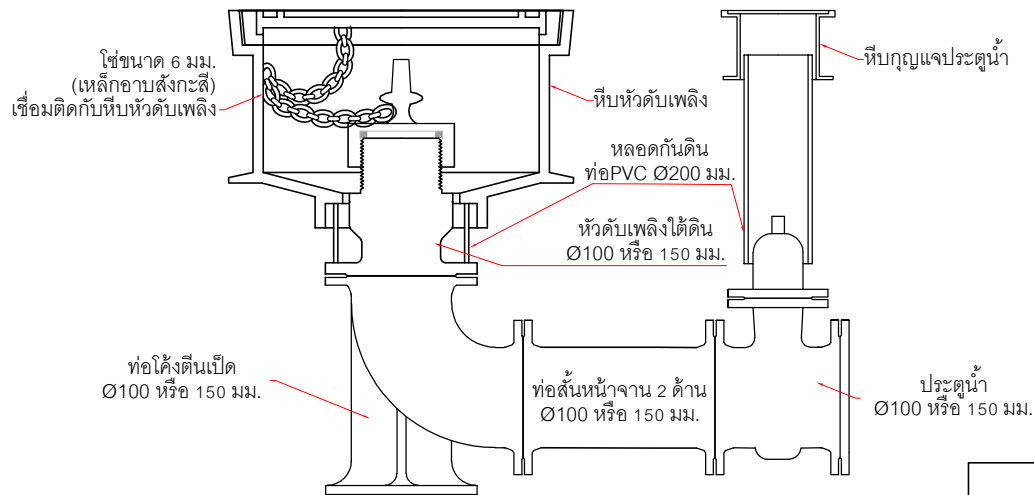 โซ่ขนาด 6 มม.
(เหล็กอาบสังกะสี)
เชื่อมติดกับหีบหัวดับเพลิง
หีบหัวดับเพลิง
หีบกุญแจประตูน้ำ
หลอดกันดิน
ท่อPVC Ø200 มม.
หัวดับเพลิงใต้ดิน
Ø100 หรือ 150 มม.
ท่อโค้งตีนเป็ด
Ø100 หรือ 150 มม.
ท่อสั้นหน้าจาน 2 ด้าน
Ø100 หรือ 150 มม.
ประตูน้ำ
Ø100 หรือ 150 มม.